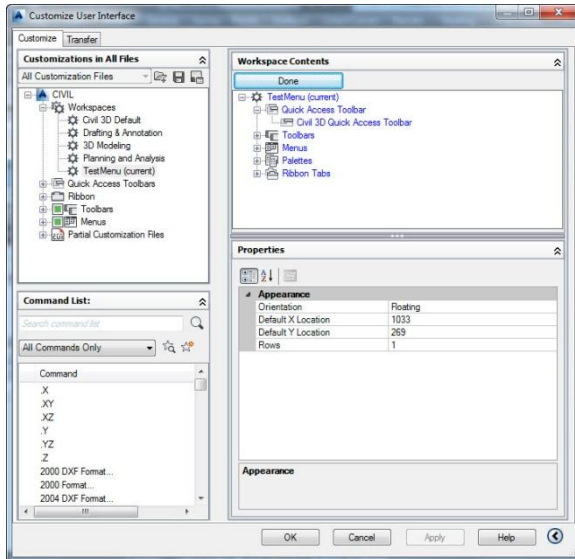 Customize User Interface
Customize Transfer
Customizations in All Files
All Customization Files
CIVIL
Workspaces
Civil 3D Default
Drafting & Annotation
3D Modeling
Planning and Analysis
TestMenu (current)
Quick Access Toolbars
Ribbon
Toolbars
Menus
Partial Customization Files
Command List:
Search command list
All Commands Only
Command
.X
.XY
.XZ
.Y
.YZ
.Z
2000 DXF Format...
2000 Format...
2004 DXF Format...
Workspace Contents
Done
TestMenu (current)
Quick Access Toolbar
Civil 3D Quick Access Toolbar
Toolbars
Menus
Palettes
Ribbon Tabs
Properties
Appearance
Orientation Floating
Default X Location 1033
Default Y Location 269
Rows 1
Appearance
OK Cancel Apply Help